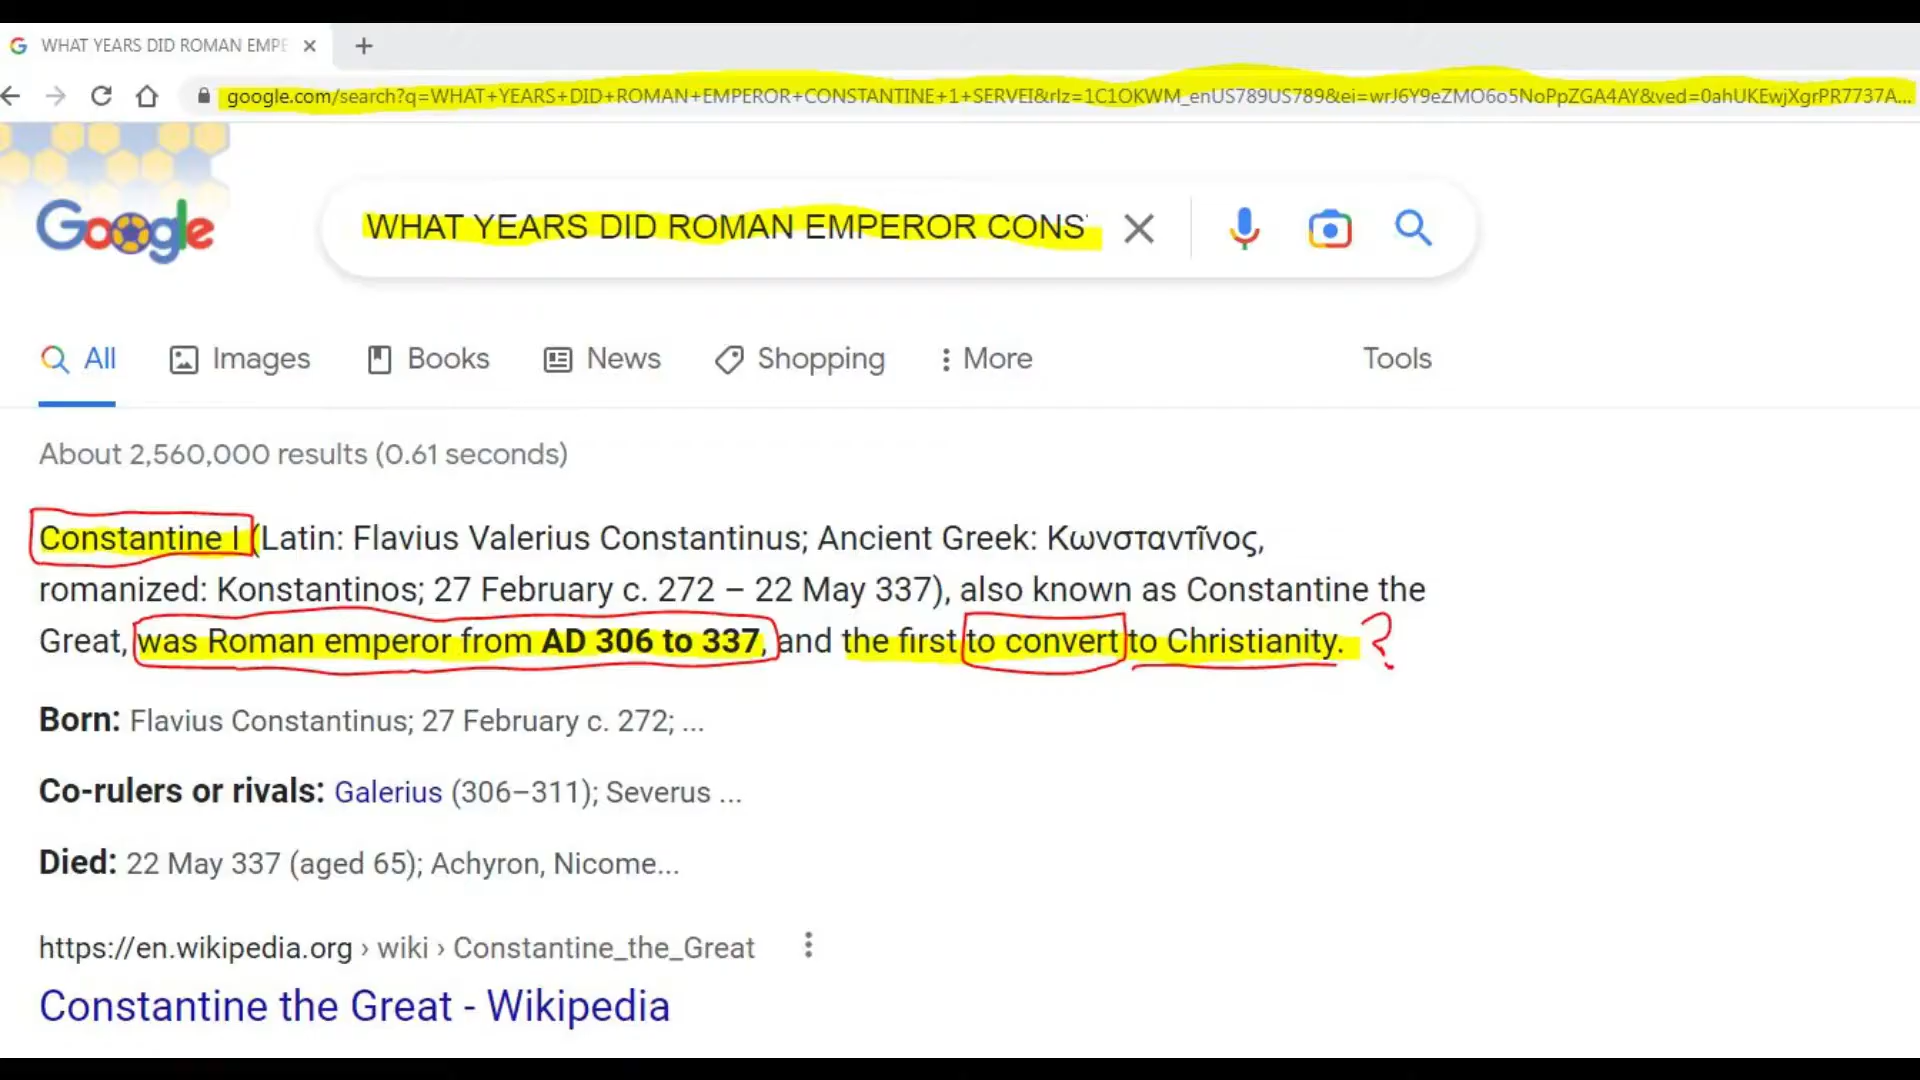 WHAT YEARS DID ROMAN EMPE
google.com/search?q=WHAT+YEARS+DID+ROMAN+EMPEROR+CONSTANTINE+1+SERVEI&rlz=1C1OKWM_enUS789US789&ei=wrJ6Y9eZMO6o5NoPpZGA4AY&ved=0ahUKEwjXgrPR7737A...
Google
WHAT YEARS DID ROMAN EMPEROR CONS
All Images Books News Shopping More Tools
About 2,560,000 results (0.61 seconds)
Constantine I (Latin: Flavius Valerius Constantinus; Ancient Greek: Κωνσταντῖνος,
romanized: Konstantinos; 27 February c. 272 – 22 May 337), also known as Constantine the
Great, was Roman emperor from AD 306 to 337, and the first to convert to Christianity. ?
Born: Flavius Constantinus; 27 February c. 272; ...
Co-rulers or rivals: Galerius (306–311); Severus ...
Died: 22 May 337 (aged 65); Achyron, Nicome...
https://en.wikipedia.org › wiki › Constantine_the_Great
Constantine the Great - Wikipedia